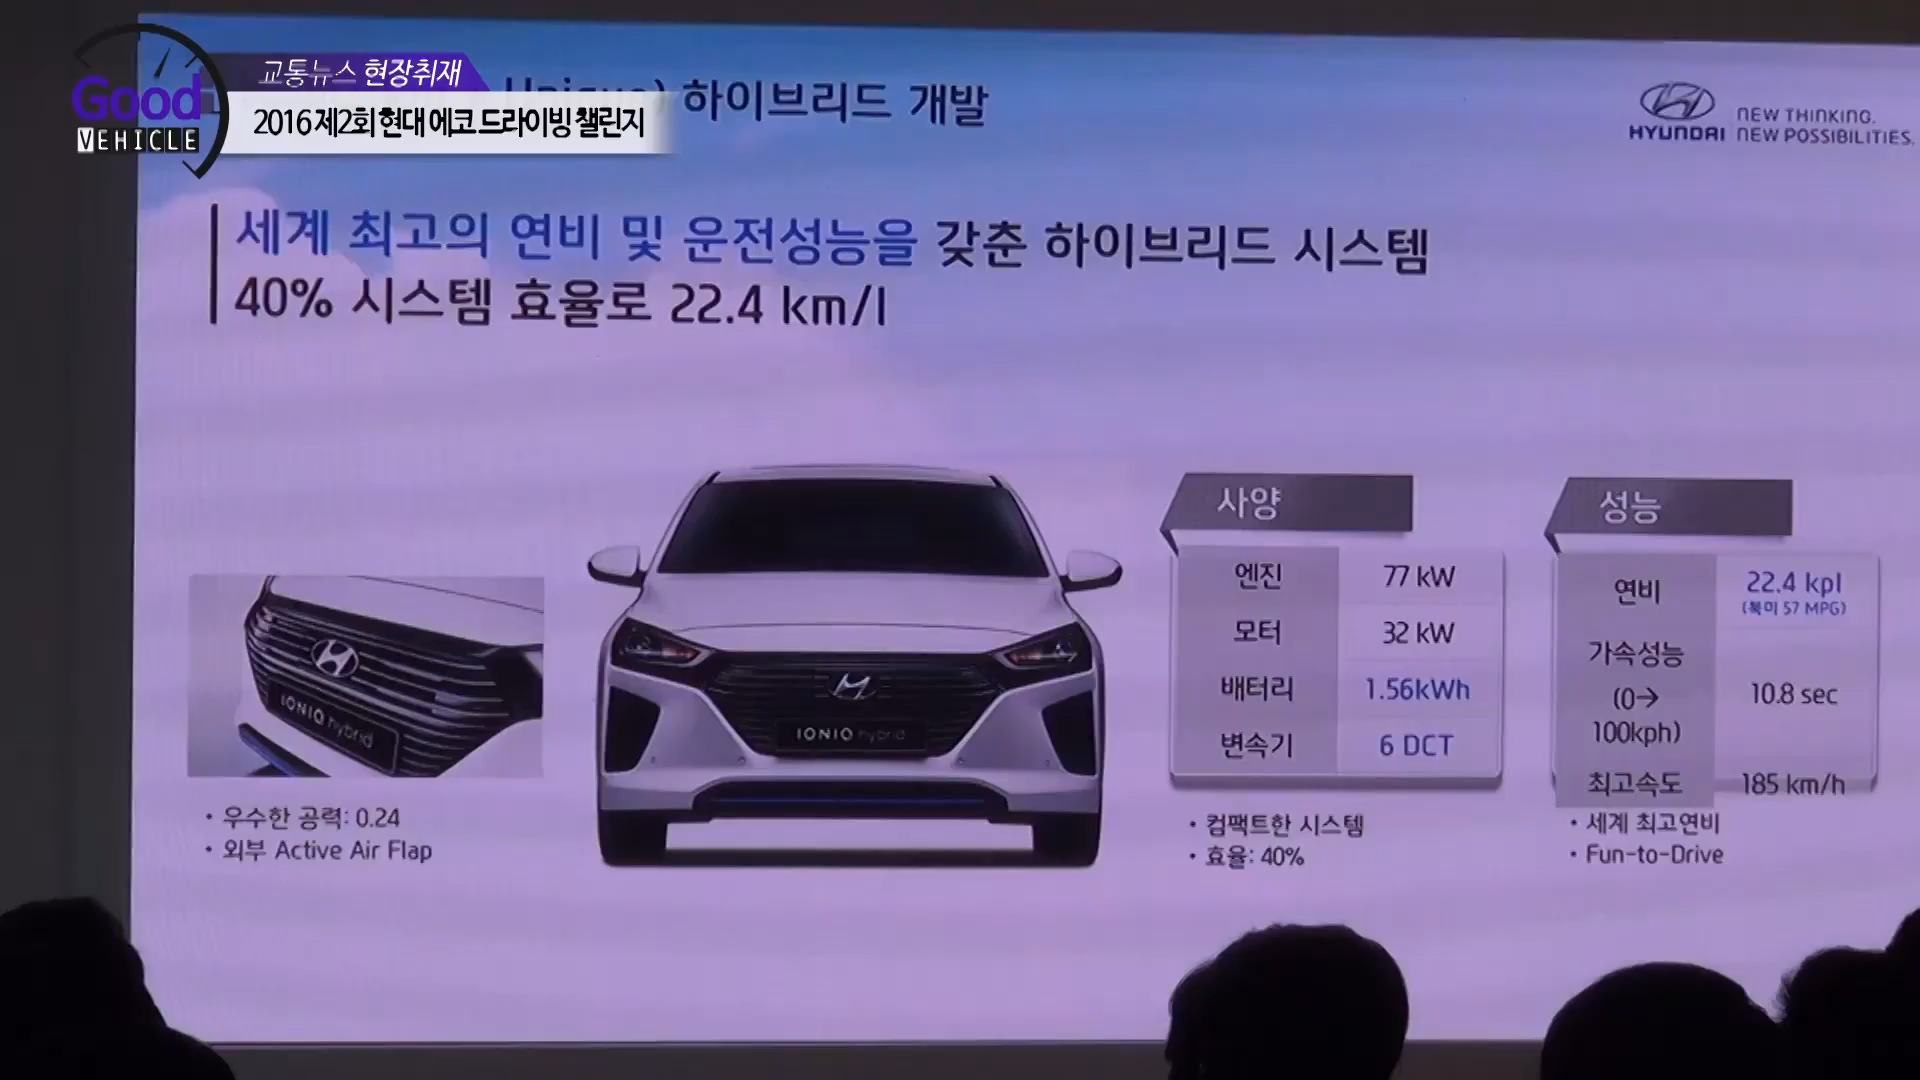 Good
VEHICLE
교통뉴스 현장취재
2016 제2회 현대 에코 드라이빙 챌린지
하이브리드 개발
HYUNDAI
NEW THINKING.
NEW POSSIBILITIES.
세계 최고의 연비 및 운전성능을 갖춘 하이브리드 시스템
40% 시스템 효율로 22.4 km/l
IONIQ hybrid
• 우수한 공력: 0.24
• 외부 Active Air Flap
IONIQ hybrid
사양
엔진 77 kW
모터 32 kW
배터리 1.56kWh
변속기 6 DCT
• 컴팩트한 시스템
• 효율: 40%
성능
연비 22.4 kpl
(북미 57 MPG)
가속성능
(0→
100kph)
10.8 sec
최고속도 185 km/h
• 세계 최고연비
• Fun-to-Drive